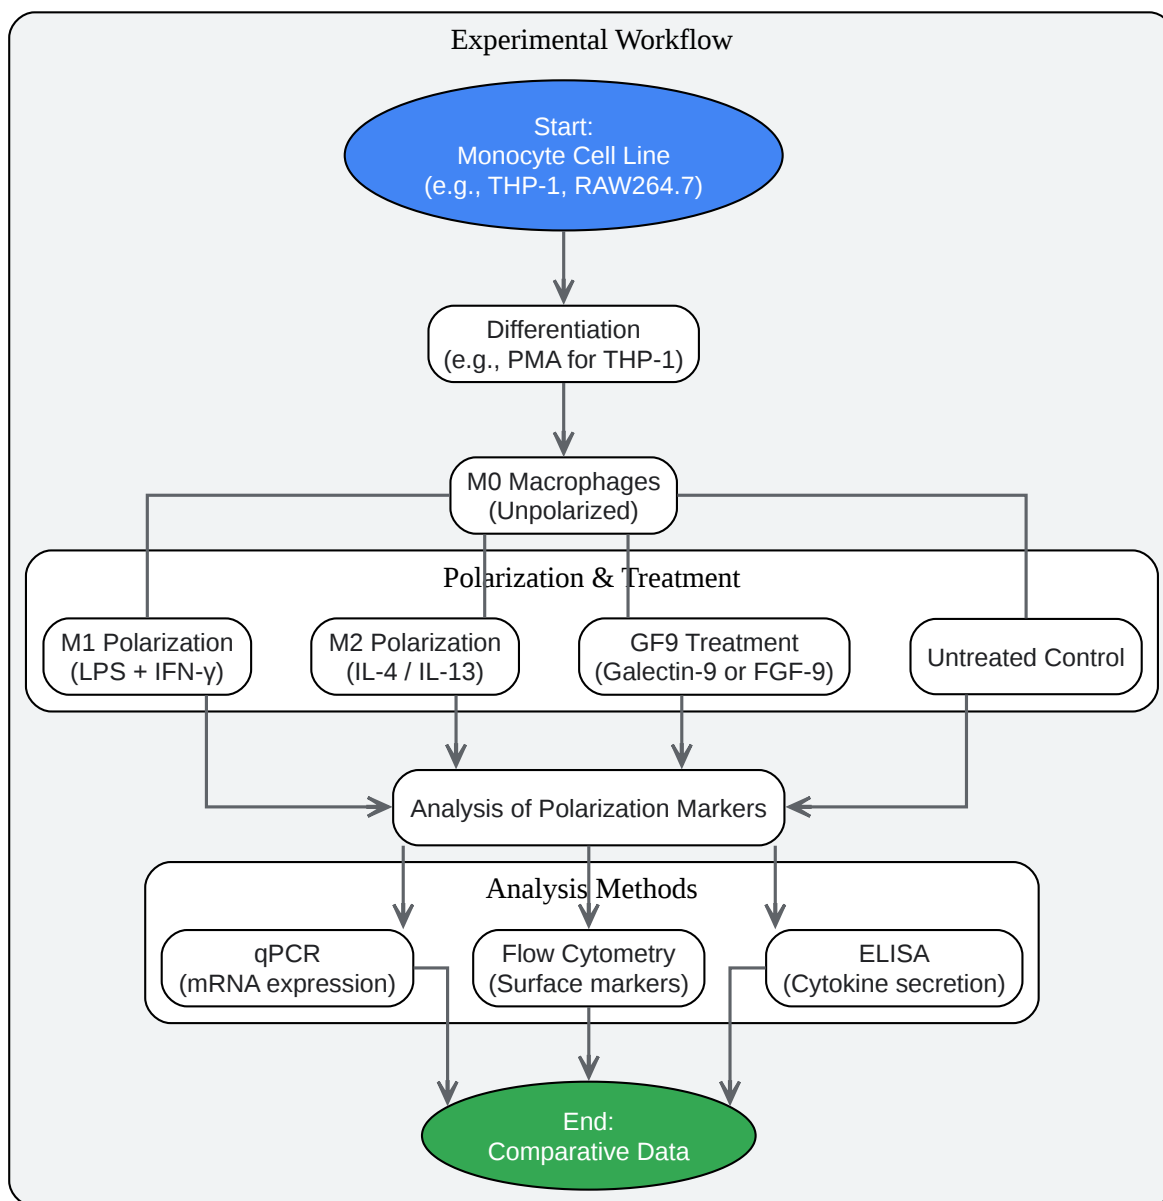 Experimental Workflow
Start:
Monocyte Cell Line
(e.g., THP-1, RAW264.7)
Differentiation
(e.g., PMA for THP-1)
M0 Macrophages
(Unpolarized)
Polarization & Treatment
M1 Polarization
(LPS + IFN-γ)
M2 Polarization
(IL-4 / IL-13)
GF9 Treatment
(Galectin-9 or FGF-9)
Untreated Control
Analysis of Polarization Markers
Analysis Methods
qPCR
(mRNA expression)
Flow Cytometry
(Surface markers)
ELISA
(Cytokine secretion)
End:
Comparative Data